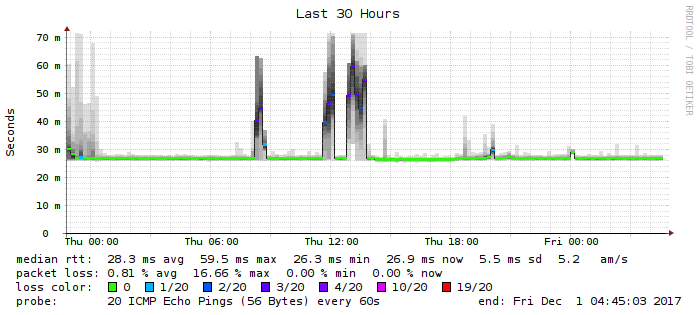 Last 30 Hours
RRDTOOL / TOBI OETIKER
Seconds
70 m
60 m
50 m
40 m
30 m
20 m
10 m
0
Thu 00:00 Thu 06:00 Thu 12:00 Thu 18:00 Fri 00:00
median rtt: 28.3 ms avg 59.5 ms max 26.3 ms min 26.9 ms now 5.5 ms sd 5.2 am/s
packet loss: 0.81 % avg 16.66 % max 0.00 % min 0.00 % now
loss color: 0 1/20 2/20 3/20 4/20 10/20 19/20
probe: 20 ICMP Echo Pings (56 Bytes) every 60s end: Fri Dec 1 04:45:03 2017